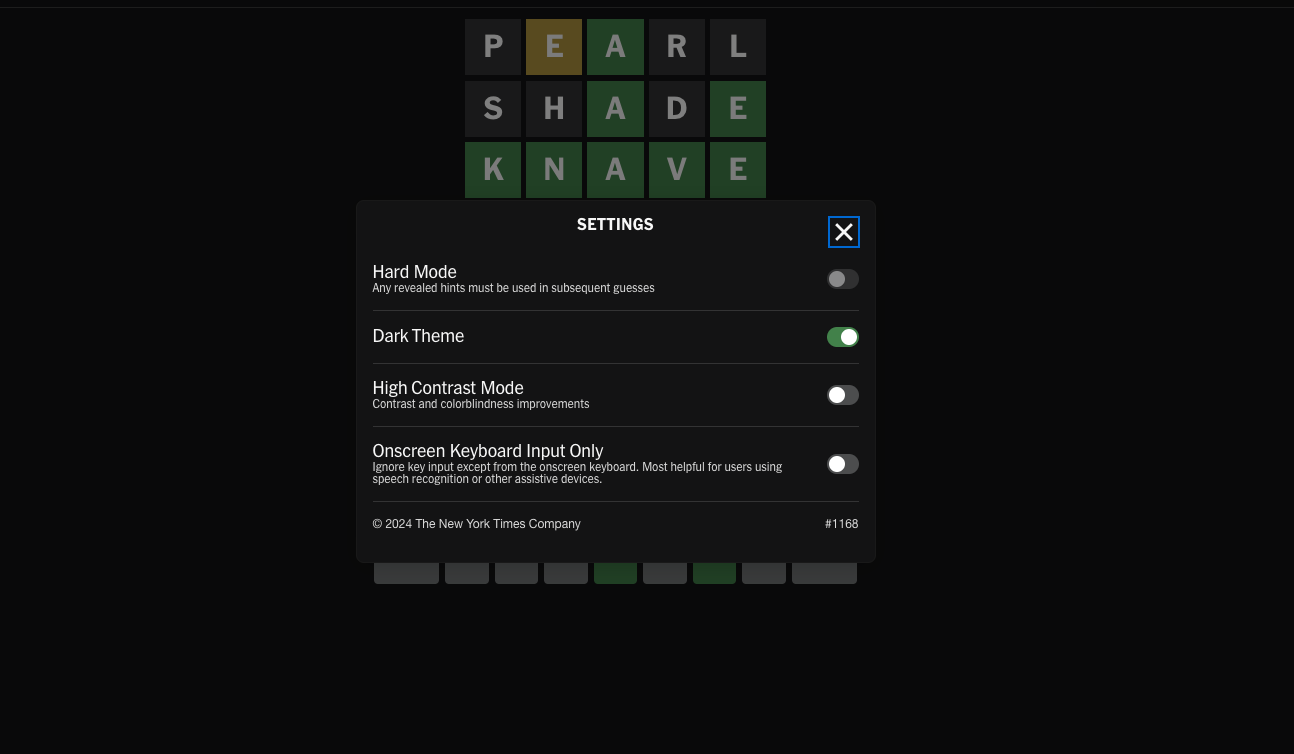 P E A R L
S H A D E
K N A V E
SETTINGS
Hard Mode
Any revealed hints must be used in subsequent guesses
Dark Theme
High Contrast Mode
Contrast and colorblindness improvements
Onscreen Keyboard Input Only
Ignore key input except from the onscreen keyboard. Most helpful for users using
speech recognition or other assistive devices.
© 2024 The New York Times Company #1168